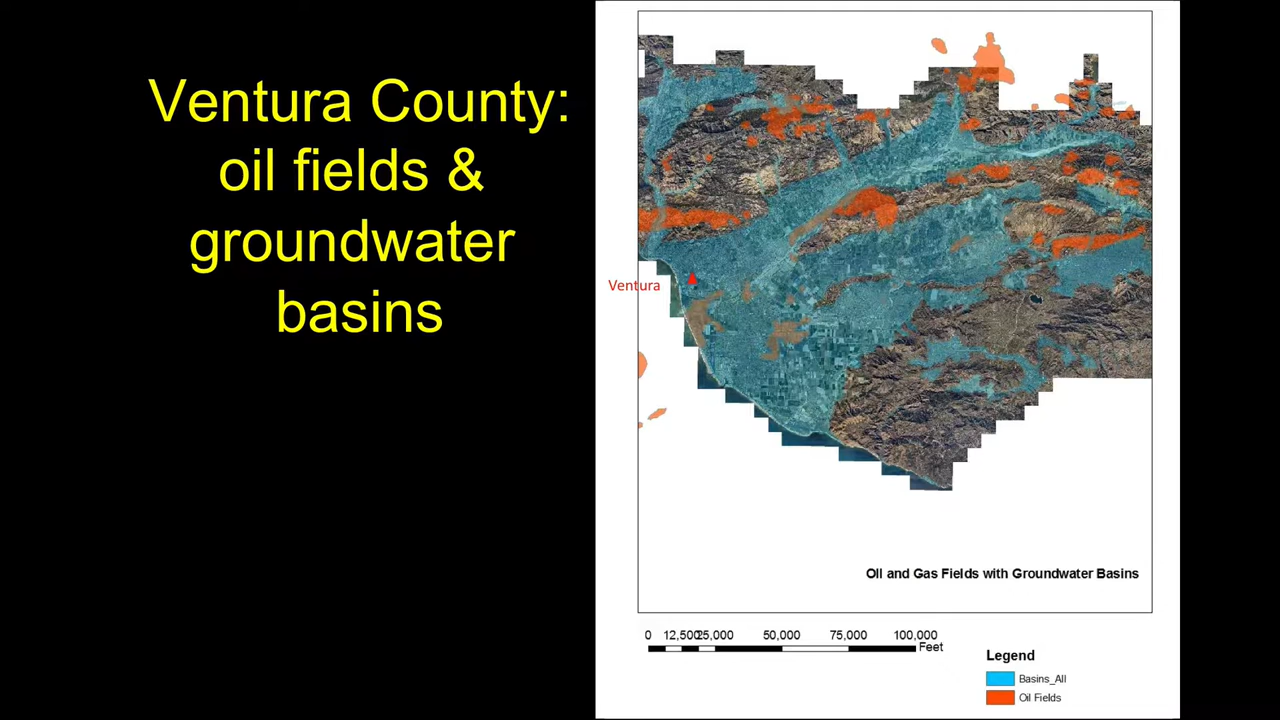 Ventura County:
oil fields &
groundwater
basins
Ventura
Oil and Gas Fields with Groundwater Basins
0 12,500 25,000 50,000 75,000 100,000
Feet
Legend
Basins_All
Oil Fields